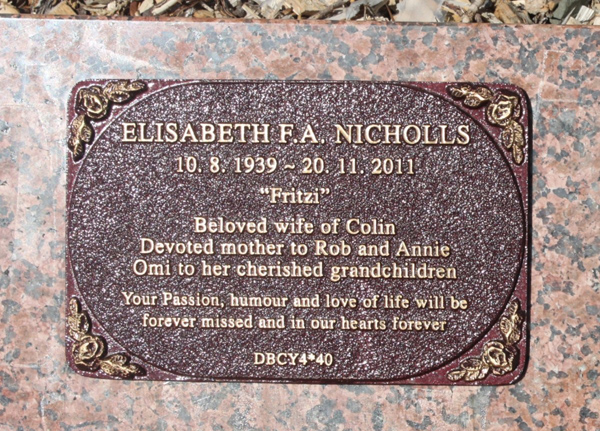 ELISABETH F.A. NICHOLLS
10. 8. 1939 ~ 20. 11. 2011
"Fritzi"
Beloved wife of Colin
Devoted mother to Rob and Annie
Omi to her cherished grandchildren
Your Passion, humour and love of life will be
forever missed and in our hearts forever
DBCY4*40